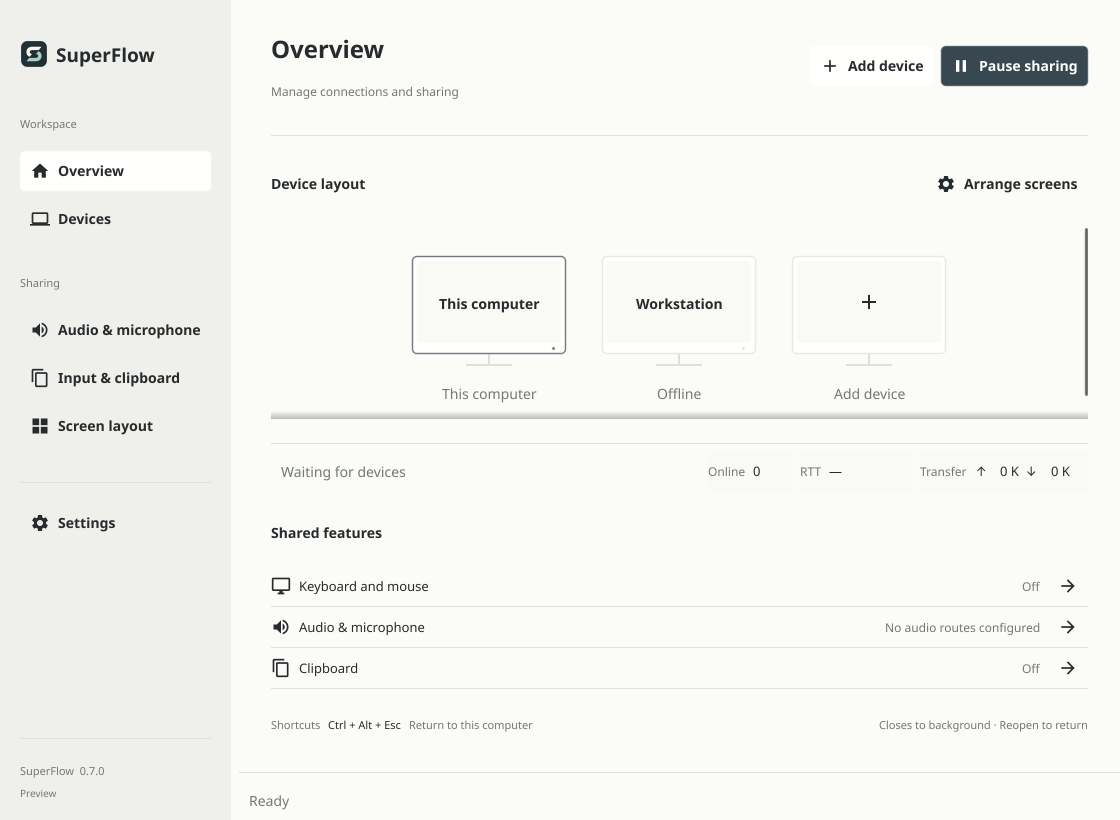 SuperFlow
Workspace
Overview
Devices
Sharing
Audio & microphone
Input & clipboard
Screen layout
Settings
SuperFlow 0.7.0
Preview
Overview
Manage connections and sharing
Add device
Pause sharing
Device layout
Arrange screens
This computer
Workstation
This computer
Offline
Add device
Waiting for devices
Online 0
RTT —
Transfer ↑ 0 K ↓ 0 K
Shared features
Keyboard and mouse
Off
Audio & microphone
No audio routes configured
Clipboard
Off
Shortcuts Ctrl + Alt + Esc Return to this computer
Closes to background · Reopen to return
Ready